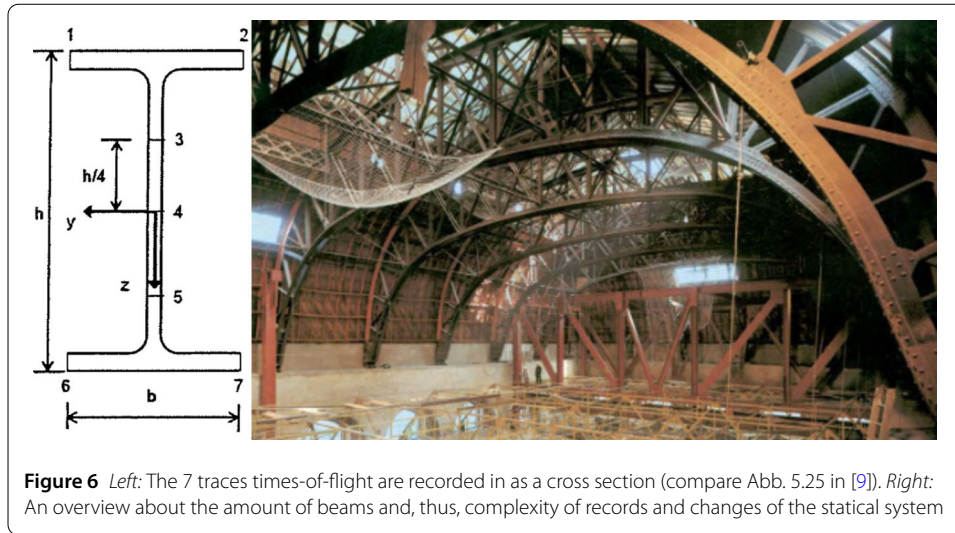 1
2
3
h/4
h
4
y
z
5
6
7
b
Figure 6 Left: The 7 traces times-of-flight are recorded in as a cross section (compare Abb. 5.25 in [9]). Right:
An overview about the amount of beams and, thus, complexity of records and changes of the statical system